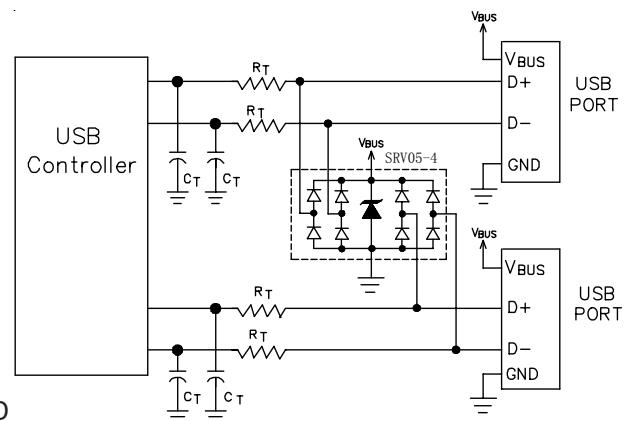 VBUS
VBUS
RT
D+
USB
PORT
RT
D-
USB
Controller
VBUS
SRV05-4
GND
CT
CT
VBUS
VBUS
RT
D+
USB
PORT
RT
D-
GND
CT
CT